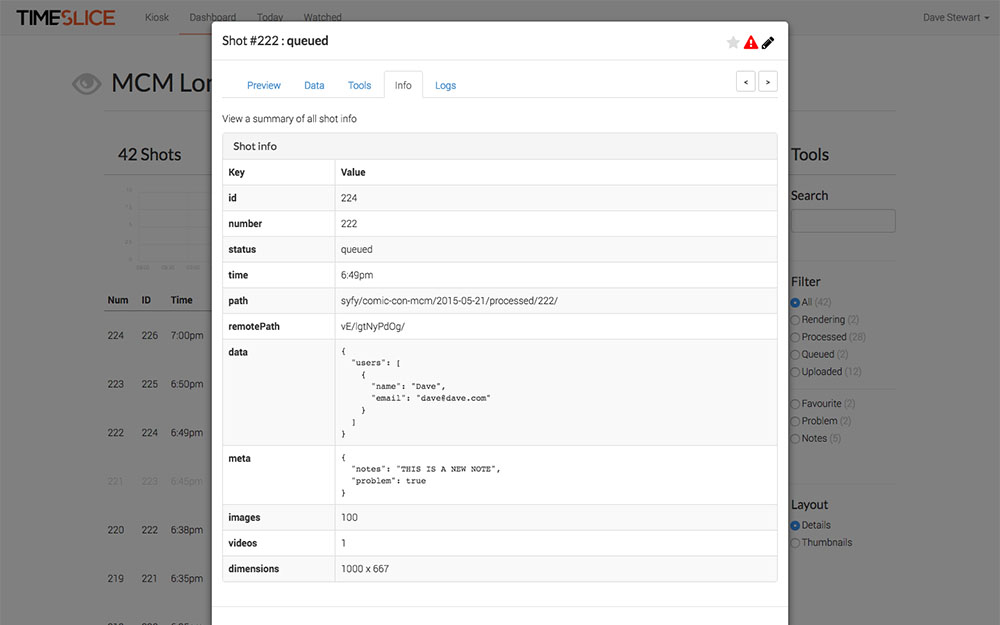 TIMESLICE
Kiosk Dashboard Today Watched
Dave Stewart
Shot #222 : queued
MCM Lon
Preview Data Tools Info Logs
< >
View a summary of all shot info
42 Shots
Num ID Time
224 226 7:00pm
223 225 6:50pm
222 224 6:49pm
221 223 6:45pm
220 222 6:38pm
219 221 6:35pm
Shot info
Key Value
id 224
number 222
status queued
time 6:49pm
path syfy/comic-con-mcm/2015-05-21/processed/222/
remotePath vE/IgtNyPdOg/
data {
"users": [
{
"name": "Dave",
"email": "dave@dave.com"
}
]
}
meta {
"notes": "THIS IS A NEW NOTE",
"problem": true
}
images 100
videos 1
dimensions 1000 x 667
Tools
Search
Filter
All (42)
Rendering (2)
Processed (28)
Queued (2)
Uploaded (12)
Favourite (2)
Problem (2)
Notes (5)
Layout
Details
Thumbnails